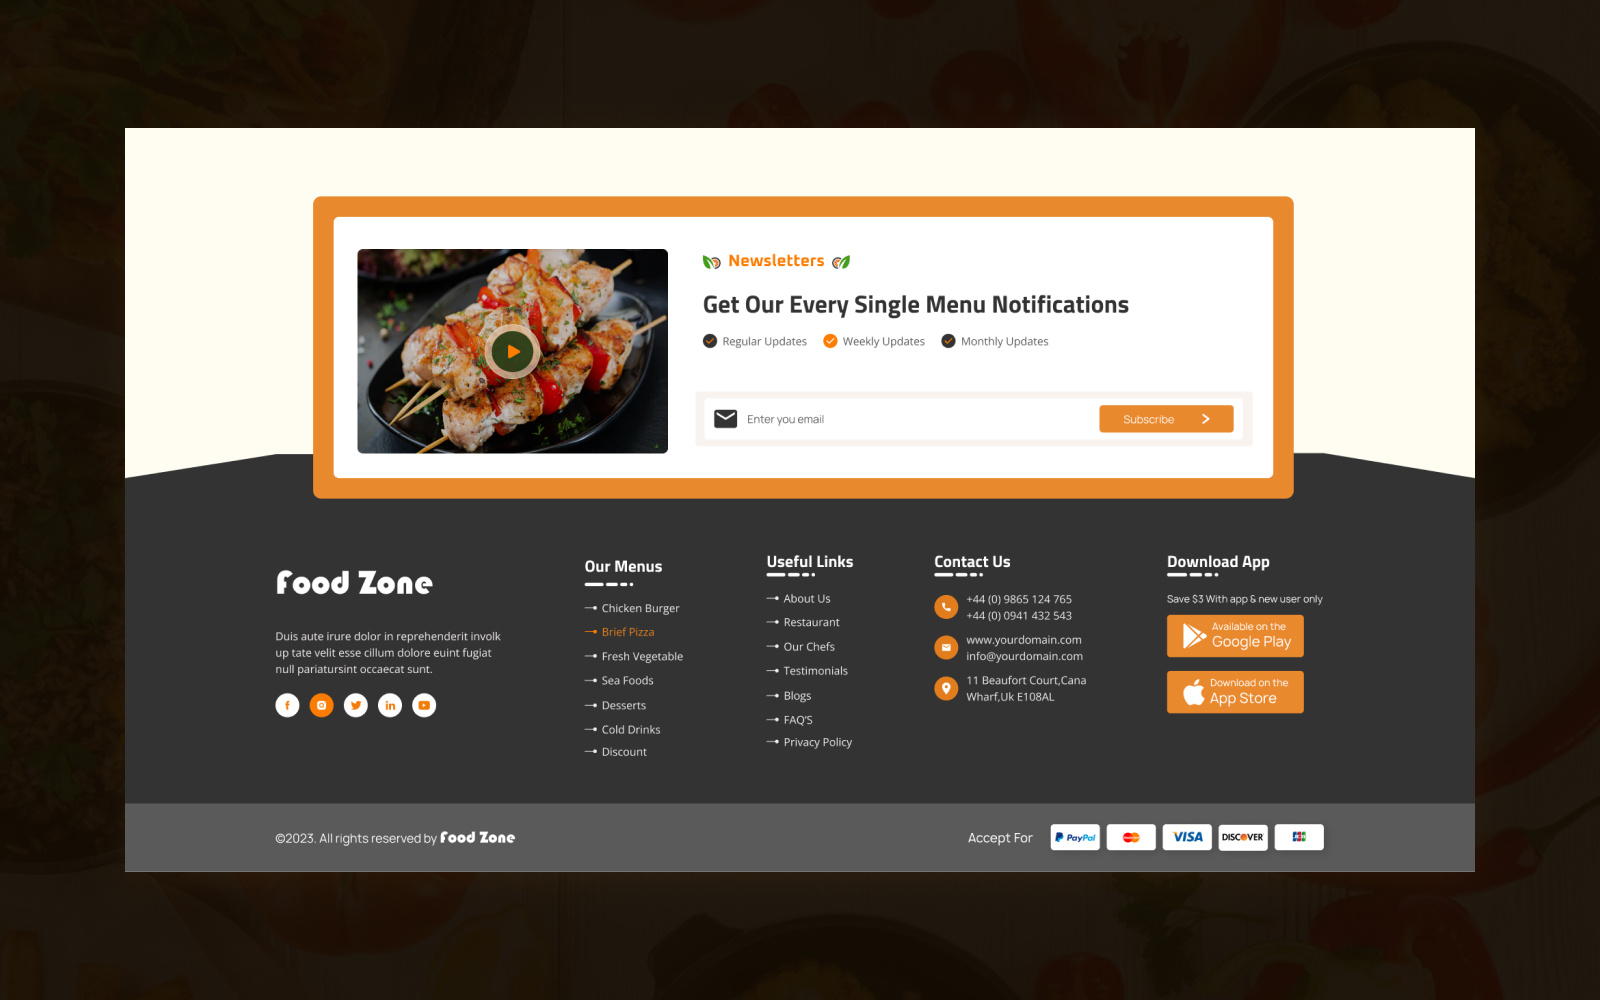 Newsletters
Get Our Every Single Menu Notifications
Regular Updates
Weekly Updates
Monthly Updates
Enter you email
Subscribe
Food Zone
Duis aute irure dolor in reprehenderit involk
up tate velit esse cillum dolore euint fugiat
null pariatursint occaecat sunt.
Our Menus
Chicken Burger
Brief Pizza
Fresh Vegetable
Sea Foods
Desserts
Cold Drinks
Discount
Useful Links
About Us
Restaurant
Our Chefs
Testimonials
Blogs
FAQ'S
Privacy Policy
Contact Us
+44 (0) 9865 124 765
+44 (0) 0941 432 543
www.yourdomain.com
info@yourdomain.com
11 Beaufort Court,Cana
Wharf,Uk E108AL
Download App
Save $3 With app & new user only
Available on the
Google Play
Download on the
App Store
©2023. All rights reserved by Food Zone
Accept For
PayPal
VISA
DISCOVER
JCB